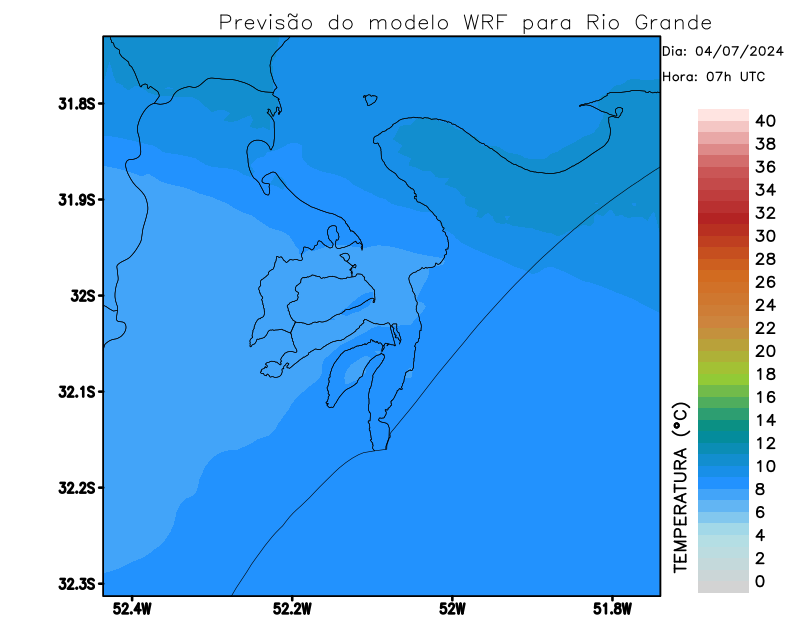 Previsão do modelo WRF para Rio Grande
Dia: 04/07/2024
Hora: 07h UTC
31.8S
31.9S
32S
32.1S
32.2S
32.3S
52.4W
52.2W
52W
51.8W
TEMPERATURA (°C)
40
38
36
34
32
30
28
26
24
22
20
18
16
14
12
10
8
6
4
2
0